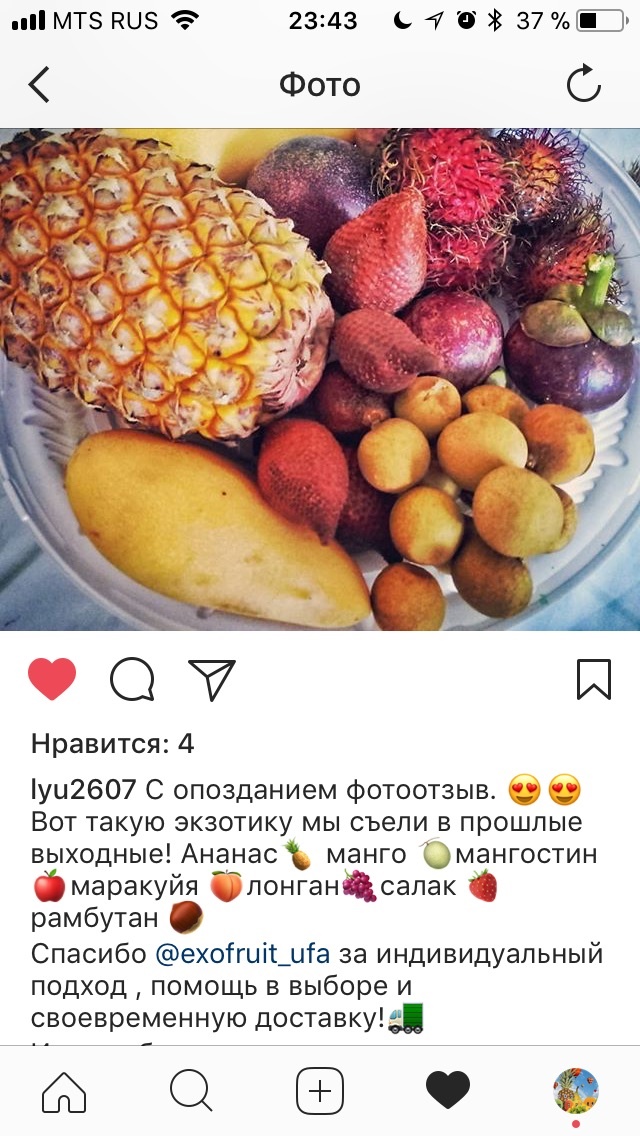 MTS RUS 23:43 37 %
Фото
Нравится: 4
lyu2607 С опозданием фотоотзыв. 😍😍
Вот такую экзотику мы съели в прошлые
выходные! Ананас🍍 манго 🍈мангостин
🍎маракуйя 🍑лонган🍇салак 🍓
рамбутан 🌰
Спасибо @exofruit_ufa за индивидуальный
подход , помощь в выборе и
своевременную доставку!🚛